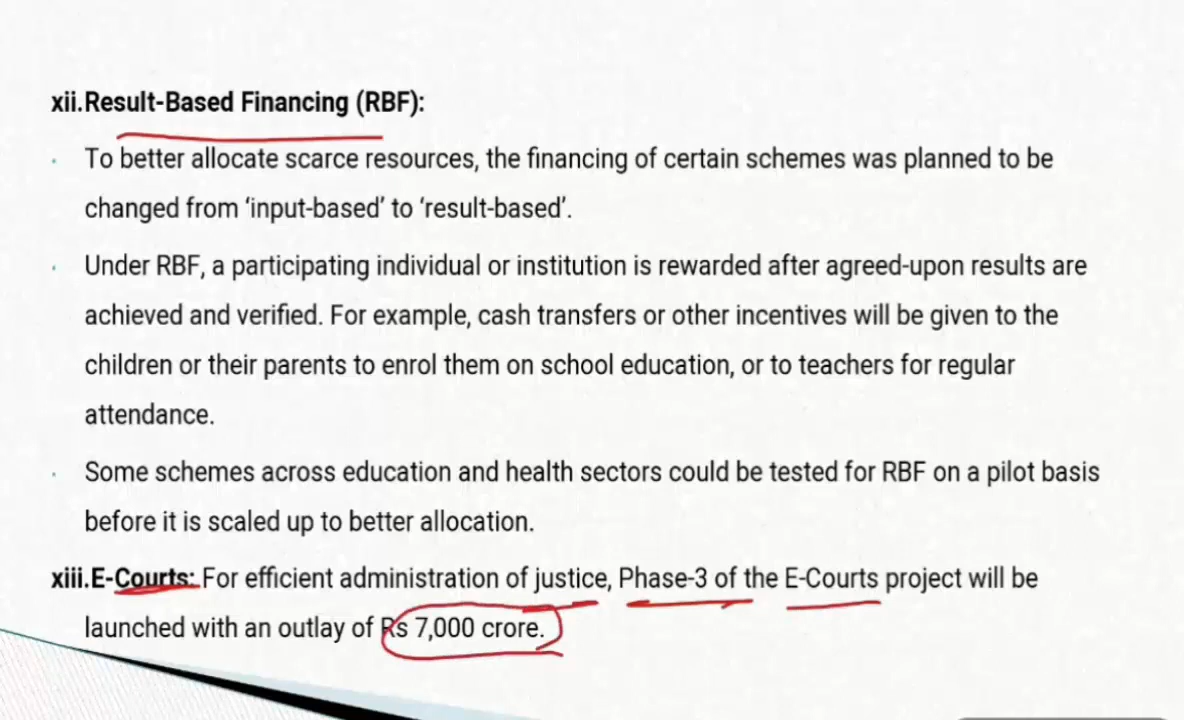 xii.Result-Based Financing (RBF):
· To better allocate scarce resources, the financing of certain schemes was planned to be
changed from ‘input-based’ to ‘result-based’.
· Under RBF, a participating individual or institution is rewarded after agreed-upon results are
achieved and verified. For example, cash transfers or other incentives will be given to the
children or their parents to enrol them on school education, or to teachers for regular
attendance.
· Some schemes across education and health sectors could be tested for RBF on a pilot basis
before it is scaled up to better allocation.
xiii.E-Courts: For efficient administration of justice, Phase-3 of the E-Courts project will be
launched with an outlay of Rs 7,000 crore.